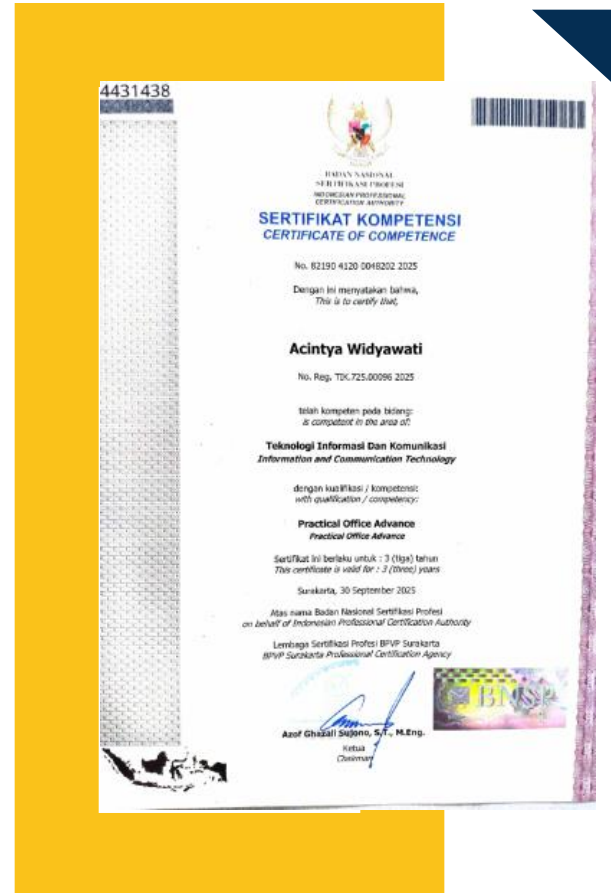 4431438
BADAN NASIONAL
SERTIFIKASI PROFESI
INDONESIAN PROFESSIONAL
CERTIFICATION AUTHORITY
SERTIFIKAT KOMPETENSI
CERTIFICATE OF COMPETENCE
No. 82190 4120 0048202 2025
Dengan ini menyatakan bahwa,
This is to certify that,
Acintya Widyawati
No. Reg. TIK.725.00096 2025
telah kompeten pada bidang:
is competent in the area of:
Teknologi Informasi Dan Komunikasi
Information and Communication Technology
dengan kualifikasi / kompetensi:
with qualification / competency:
Practical Office Advance
Practical Office Advance
Sertifikat ini berlaku untuk : 3 (tiga) tahun
This certificate is valid for : 3 (three) years
Surakarta, 30 September 2025
Atas nama Badan Nasional Sertifikasi Profesi
on behalf of Indonesian Professional Certification Authority
Lembaga Sertifikasi Profesi BPVP Surakarta
BPVP Surakarta Professional Certification Agency
BNSP
Azof Ghazali Sujono, S.T., M.Eng.
Ketua
Chairman